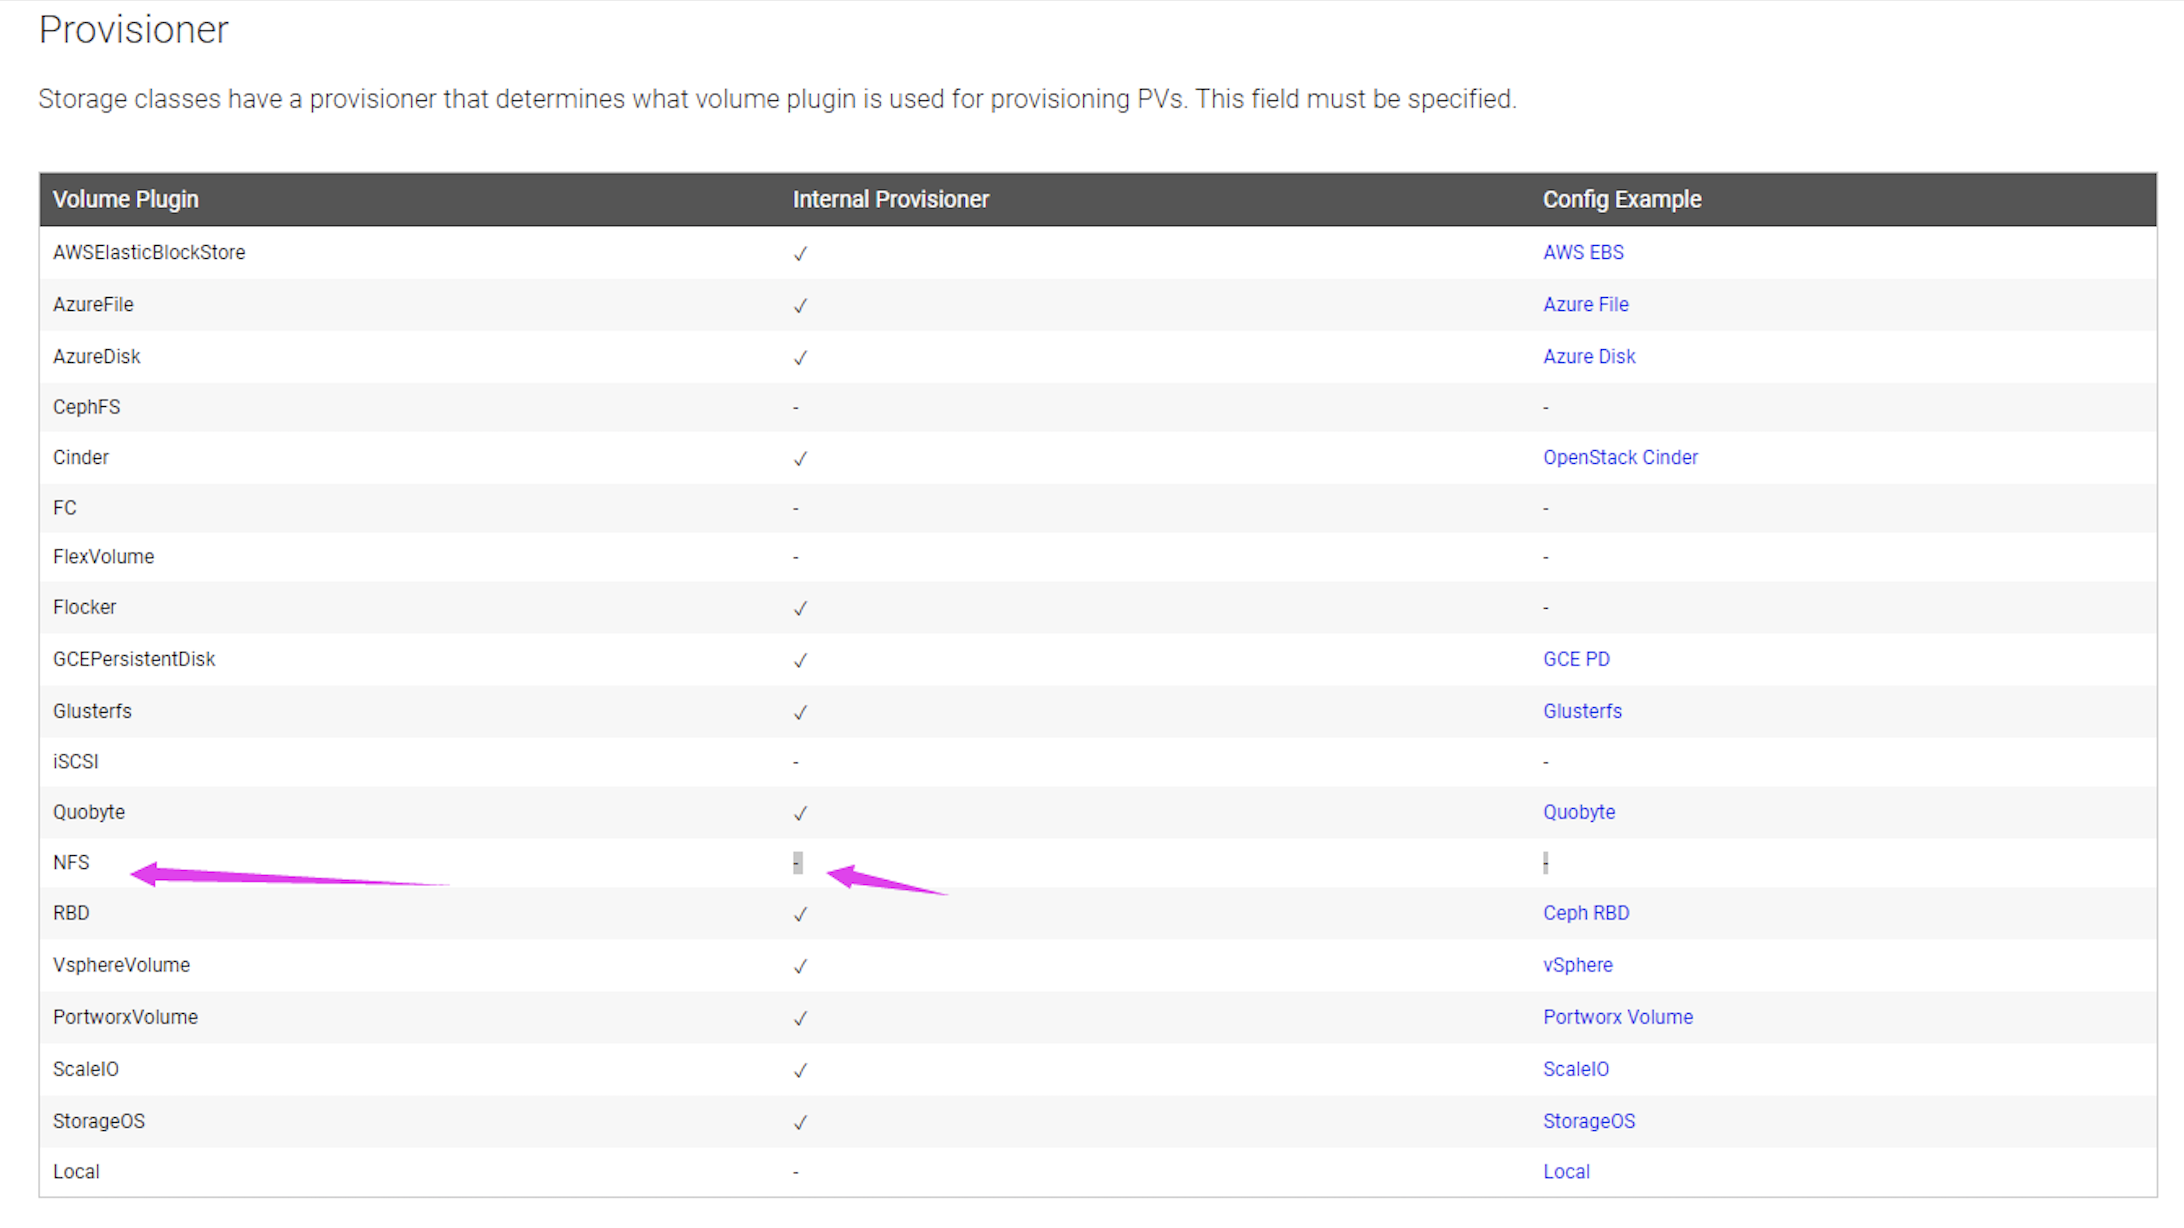 Provisioner
Storage classes have a provisioner that determines what volume plugin is used for provisioning PVs. This field must be specified.
Volume Plugin Internal Provisioner Config Example
AWSElasticBlockStore ✓ AWS EBS
AzureFile ✓ Azure File
AzureDisk ✓ Azure Disk
CephFS - -
Cinder ✓ OpenStack Cinder
FC - -
FlexVolume - -
Flocker ✓ -
GCEPersistentDisk ✓ GCE PD
Glusterfs ✓ Glusterfs
iSCSI - -
Quobyte ✓ Quobyte
NFS - -
RBD ✓ Ceph RBD
VsphereVolume ✓ vSphere
PortworxVolume ✓ Portworx Volume
ScaleIO ✓ ScaleIO
StorageOS ✓ StorageOS
Local - Local